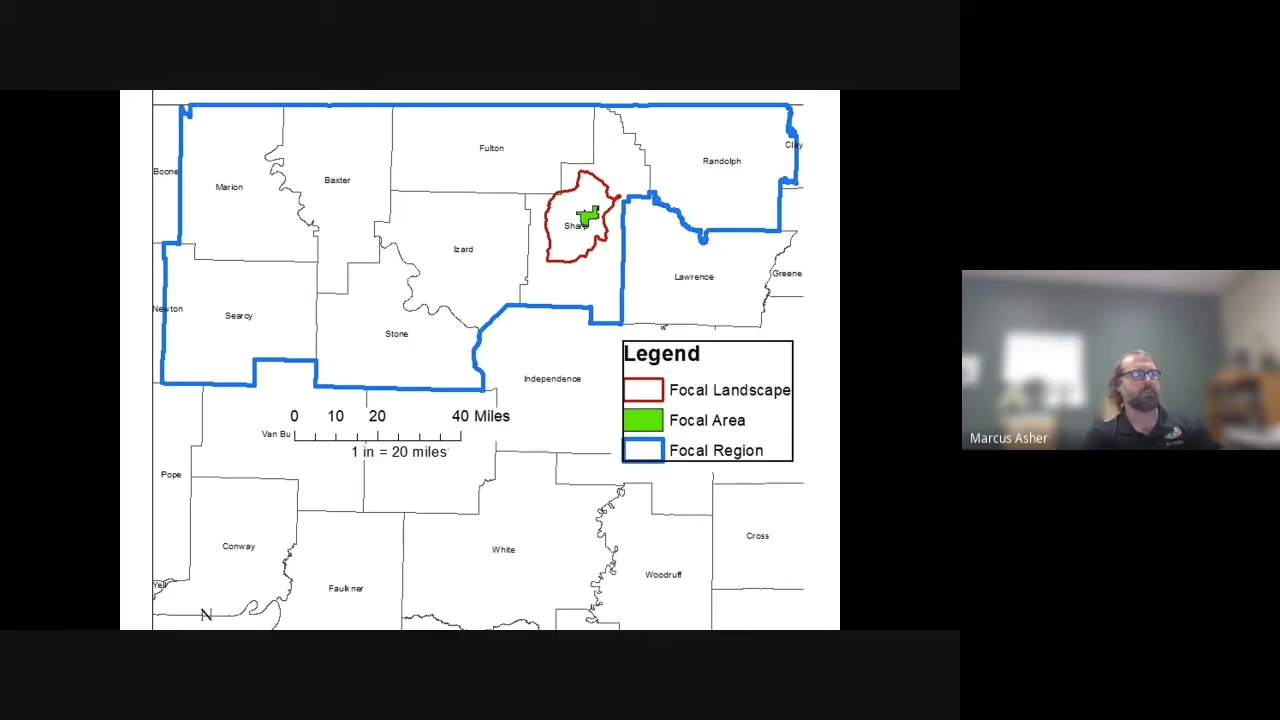 Fulton
Randolph
Clay
Boone
Marion
Baxter
Sharp
Izard
Lawrence
Greene
Newton
Searcy
Stone
Independence
Legend
Focal Landscape
Focal Area
Focal Region
0 10 20 40 Miles
1 in = 20 miles
Van Bu
Pope
Conway
White
Cross
Woodruff
Faulkner
Yell
N
Marcus Asher